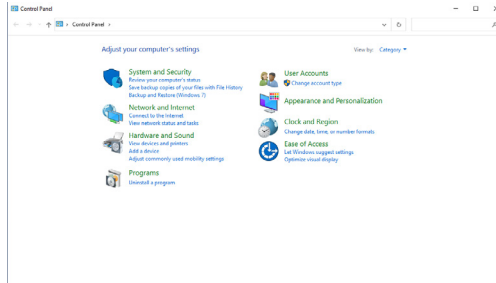 Control Panel
Control Panel
Adjust your computer's settings
View by: Category
System and Security
Review your computer's status
Save backup copies of your files with File History
Backup and Restore (Windows 7)
Network and Internet
Connect to the Internet
View network status and tasks
Hardware and Sound
View devices and printers
Add a device
Adjust commonly used mobility settings
Programs
Uninstall a program
User Accounts
Change account type
Appearance and Personalization
Clock and Region
Change date, time, or number formats
Ease of Access
Let Windows suggest settings
Optimize visual display